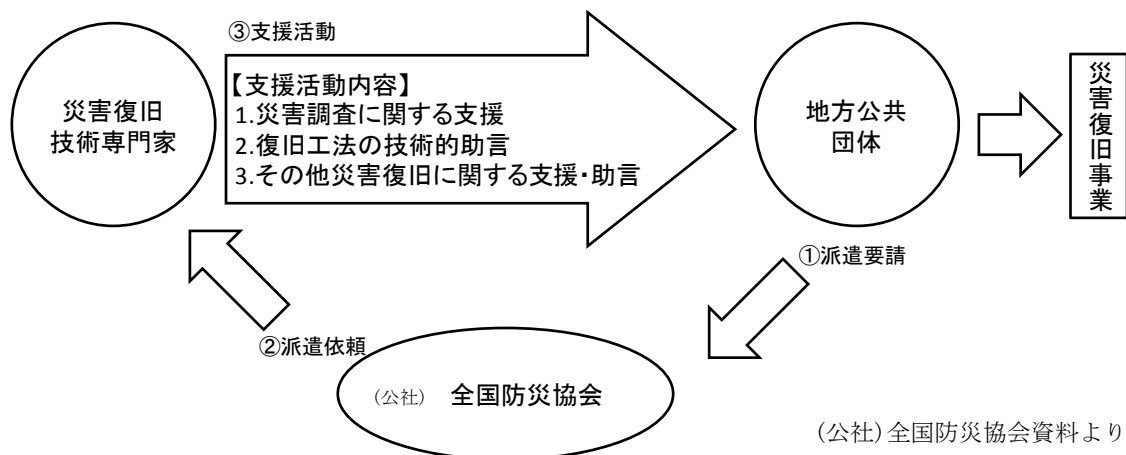 ③支援活動
【支援活動内容】
1.災害調査に関する支援
2.復旧工法の技術的助言
3.その他災害復旧に関する支援・助言
災害復旧
技術専門家
地方公共
団体
災害復旧事業
①派遣要請
②派遣依頼
(公社) 全国防災協会
(公社)全国防災協会資料より